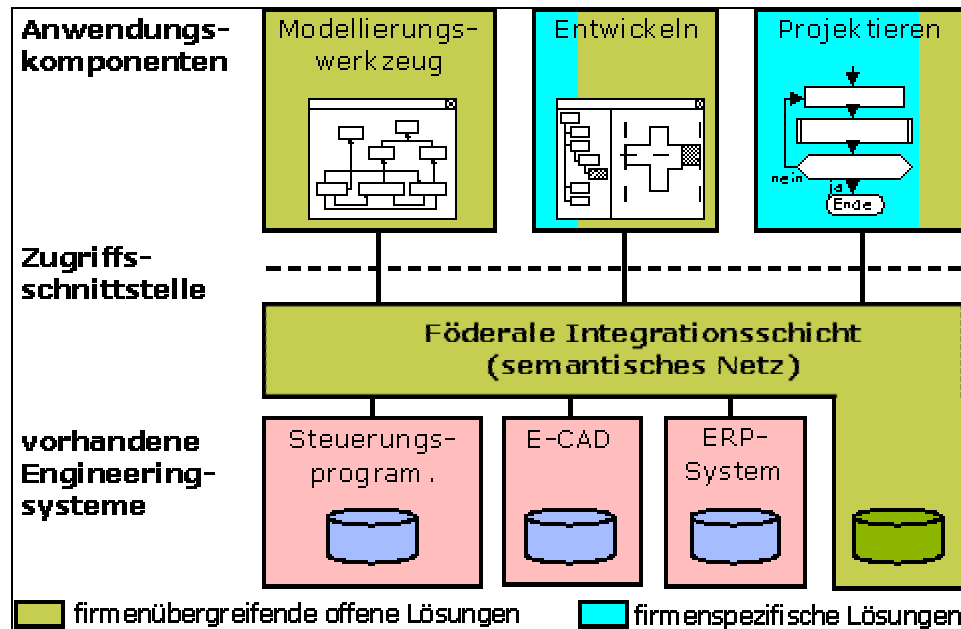 Anwendungs-
komponenten
Modellierungs-
werkzeug
Entwickeln
Projektieren
nein
ja
Ende
Zugriffs-
schnittstelle
Föderale Integrationsschicht
(semantisches Netz)
vorhandene
Engineering-
systeme
Steuerungs-
program.
E-CAD
ERP-
System
firmenübergreifende offene Lösungen
firmenspezifische Lösungen